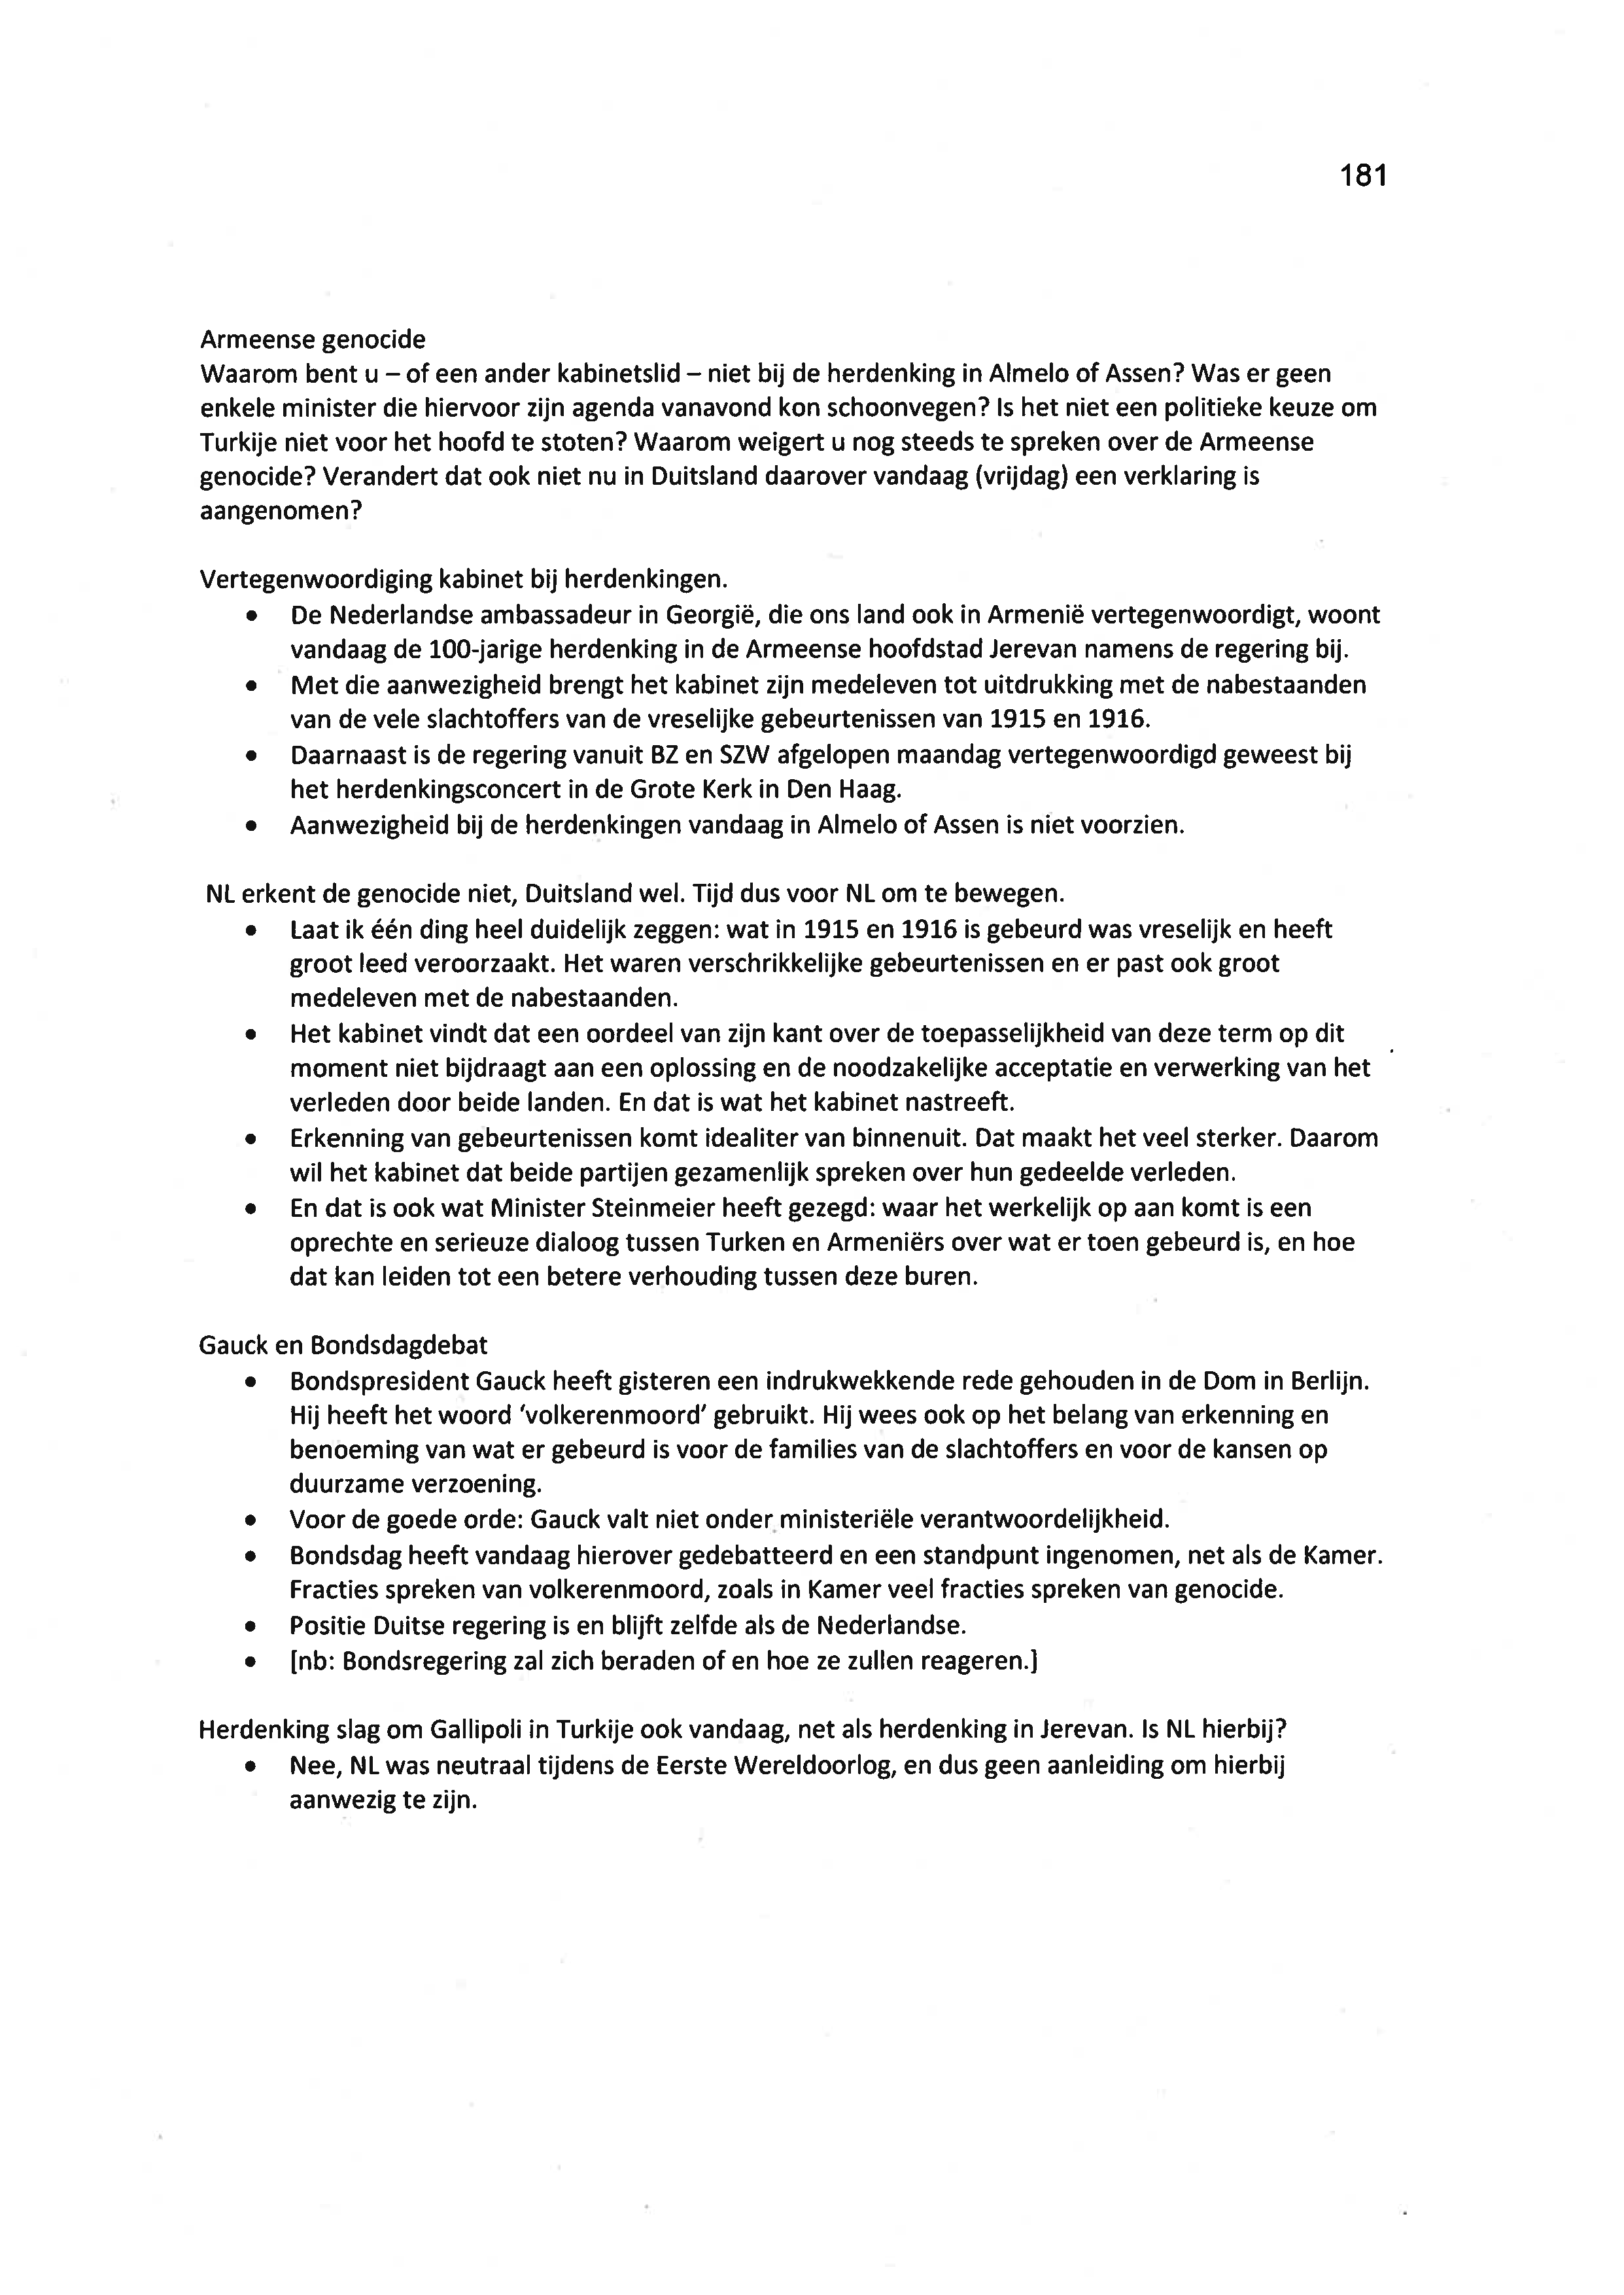 181
Armeense genocide
Waarom bent u – of een ander kabinetslid – niet bij de herdenking in Almelo of Assen? Was er geen
enkele minister die hiervoor zijn agenda vanavond kon schoonvegen? Is het niet een politieke keuze om
Turkije niet voor het hoofd te stoten? Waarom weigert u nog steeds te spreken over de Armeense
genocide? Verandert dat ook niet nu in Duitsland daarover vandaag (vrijdag) een verklaring is
aangenomen?
Vertegenwoordiging kabinet bij herdenkingen.
• De Nederlandse ambassadeur in Georgië, die ons land ook in Armenië vertegenwoordigt, woont
vandaag de 100-jarige herdenking in de Armeense hoofdstad Jerevan namens de regering bij.
• Met die aanwezigheid brengt het kabinet zijn medeleven tot uitdrukking met de nabestaanden
van de vele slachtoffers van de vreselijke gebeurtenissen van 1915 en 1916.
• Daarnaast is de regering vanuit BZ en SZW afgelopen maandag vertegenwoordigd geweest bij
het herdenkingsconcert in de Grote Kerk in Den Haag.
• Aanwezigheid bij de herdenkingen vandaag in Almelo of Assen is niet voorzien.
NL erkent de genocide niet, Duitsland wel. Tijd dus voor NL om te bewegen.
• Laat ik één ding heel duidelijk zeggen: wat in 1915 en 1916 is gebeurd was vreselijk en heeft
groot leed veroorzaakt. Het waren verschrikkelijke gebeurtenissen en er past ook groot
medeleven met de nabestaanden.
• Het kabinet vindt dat een oordeel van zijn kant over de toepasselijkheid van deze term op dit
moment niet bijdraagt aan een oplossing en de noodzakelijke acceptatie en verwerking van het
verleden door beide landen. En dat is wat het kabinet nastreeft.
• Erkenning van gebeurtenissen komt idealiter van binnenuit. Dat maakt het veel sterker. Daarom
wil het kabinet dat beide partijen gezamenlijk spreken over hun gedeelde verleden.
• En dat is ook wat Minister Steinmeier heeft gezegd: waar het werkelijk op aan komt is een
oprechte en serieuze dialoog tussen Turken en Armeniërs over wat er toen gebeurd is, en hoe
dat kan leiden tot een betere verhouding tussen deze buren.
Gauck en Bondsdagdebat
• Bondspresident Gauck heeft gisteren een indrukwekkende rede gehouden in de Dom in Berlijn.
Hij heeft het woord ‘volkerenmoord’ gebruikt. Hij wees ook op het belang van erkenning en
benoeming van wat er gebeurd is voor de families van de slachtoffers en voor de kansen op
duurzame verzoening.
• Voor de goede orde: Gauck valt niet onder ministeriële verantwoordelijkheid.
• Bondsdag heeft vandaag hierover gedebatteerd en een standpunt ingenomen, net als de Kamer.
Fracties spreken van volkerenmoord, zoals in Kamer veel fracties spreken van genocide.
• Positie Duitse regering is en blijft zelfde als de Nederlandse.
• [nb: Bondsregering zal zich beraden of en hoe ze zullen reageren.]
Herdenking slag om Gallipoli in Turkije ook vandaag, net als herdenking in Jerevan. Is NL hierbij?
• Nee, NL was neutraal tijdens de Eerste Wereldoorlog, en dus geen aanleiding om hierbij
aanwezig te zijn.